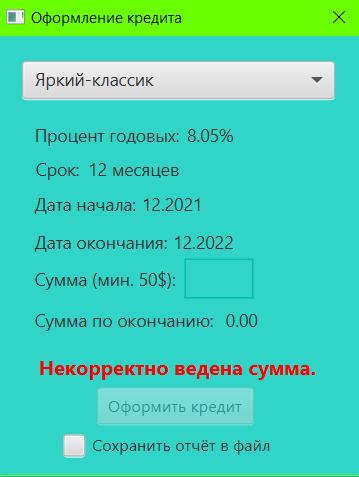 Оформление кредита
Яркий-классик
Процент годовых: 8.05%
Срок: 12 месяцев
Дата начала: 12.2021
Дата окончания: 12.2022
Сумма (мин. 50$):
Сумма по окончанию: 0.00
Некорректно ведена сумма.
Оформить кредит
Сохранить отчёт в файл